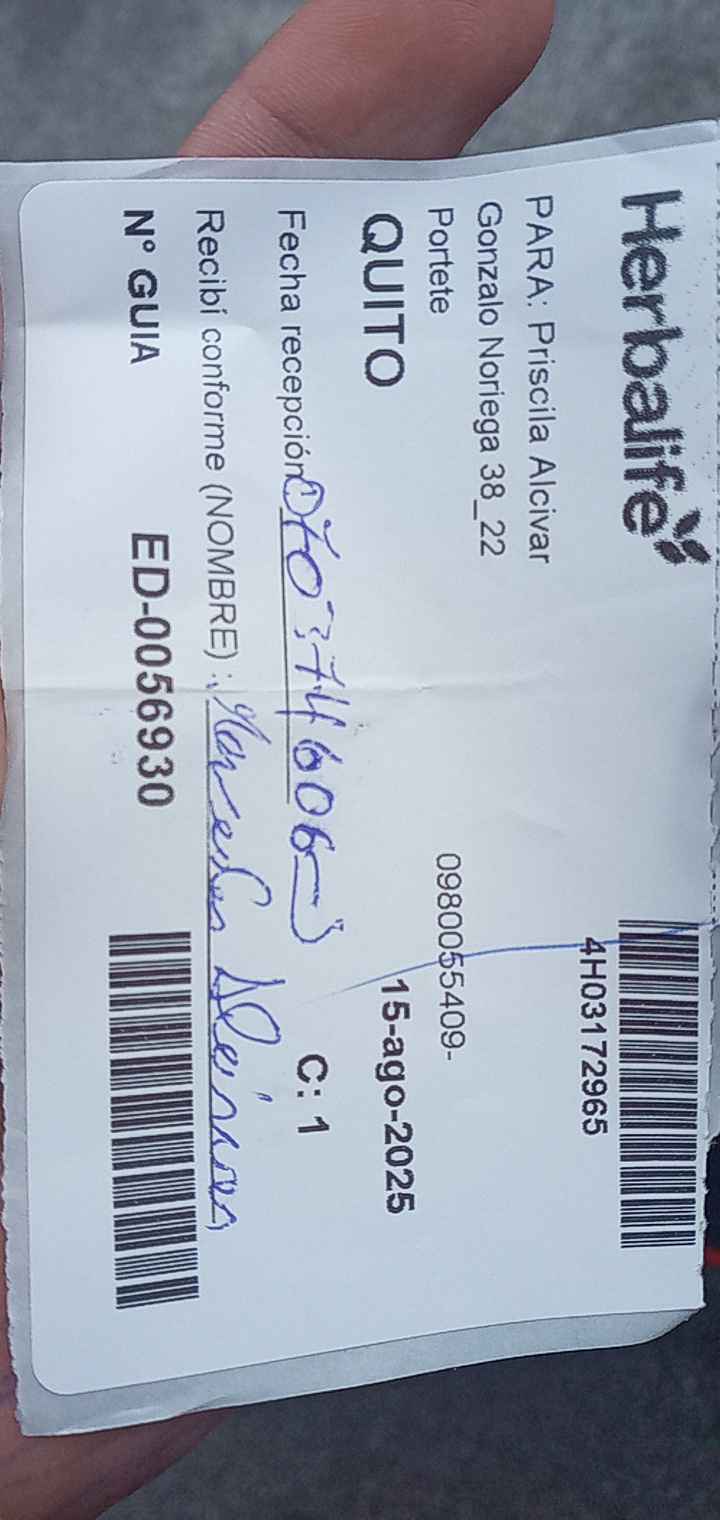 Herbalife
4H03172965
PARA: Priscila Alcivar
Gonzalo Noriega 38_22
Portete
0980055409-
QUITO
15-ago-2025
Fecha recepción
C: 1
Recibí conforme (NOMBRE) :
N° GUIA ED-0056930